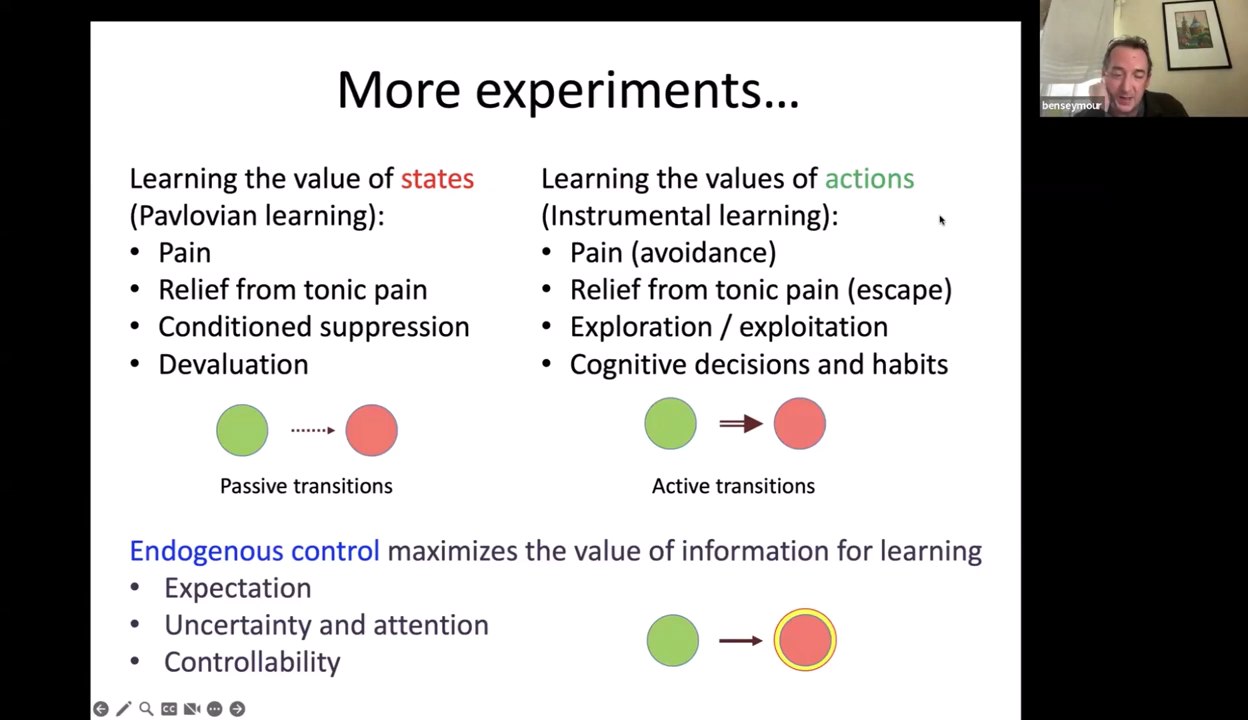 More experiments...
benseymour
Learning the value of states
(Pavlovian learning):
• Pain
• Relief from tonic pain
• Conditioned suppression
• Devaluation
Passive transitions
Learning the values of actions
(Instrumental learning):
• Pain (avoidance)
• Relief from tonic pain (escape)
• Exploration / exploitation
• Cognitive decisions and habits
Active transitions
Endogenous control maximizes the value of information for learning
• Expectation
• Uncertainty and attention
• Controllability
CC